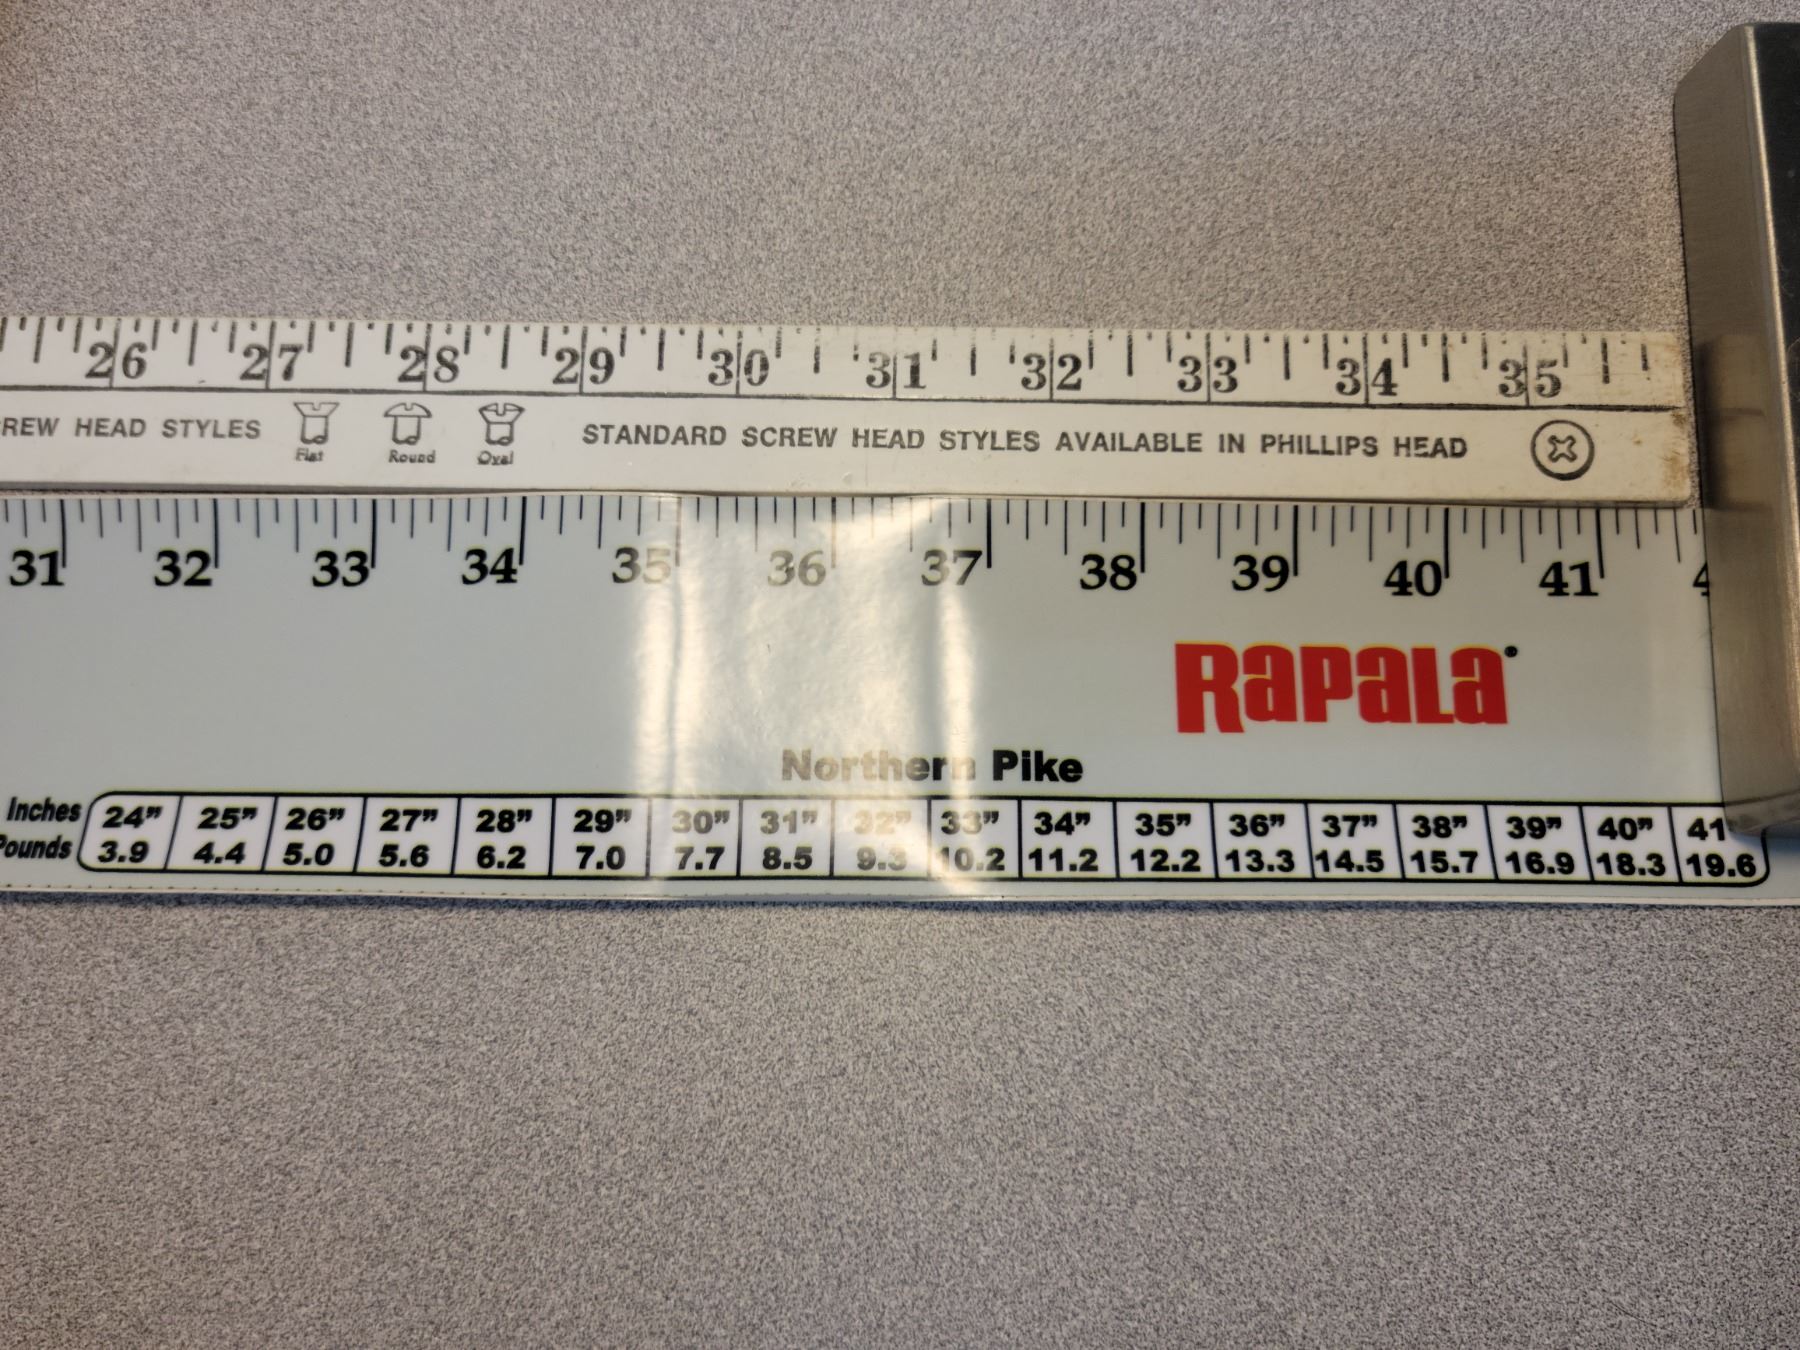 26 27 28 29 30 31 32 33 34 35
REW HEAD STYLES Flat Round Oval STANDARD SCREW HEAD STYLES AVAILABLE IN PHILLIPS HEAD
31 32 33 34 35 36 37 38 39 40 41
RAPALA
Northern Pike
Inches 24” 25” 26” 27” 28” 29” 30” 31” 32” 33” 34” 35” 36” 37” 38” 39” 40” 41
Pounds 3.9 4.4 5.0 5.6 6.2 7.0 7.7 8.5 9.3 10.2 11.2 12.2 13.3 14.5 15.7 16.9 18.3 19.6